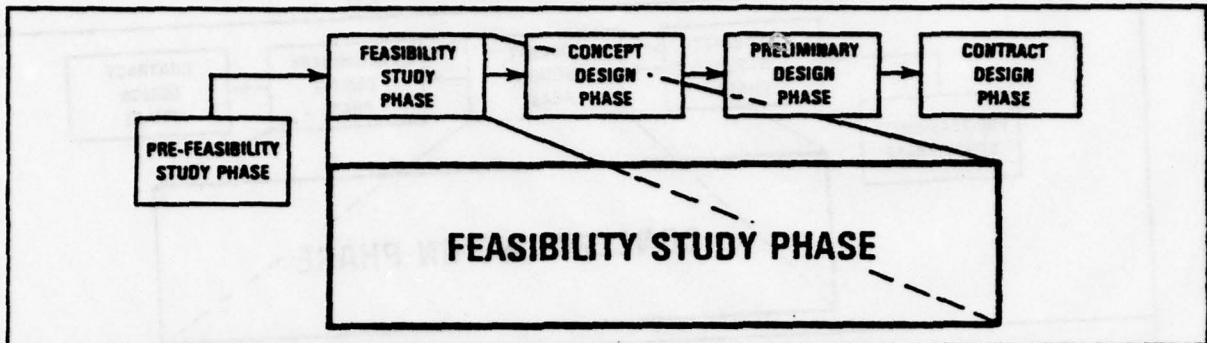 FEASIBILITY
STUDY
PHASE
CONCEPT
DESIGN
PHASE
PRELIMINARY
DESIGN
PHASE
CONTRACT
DESIGN
PHASE
PRE-FEASIBILITY
STUDY PHASE
FEASIBILITY STUDY PHASE